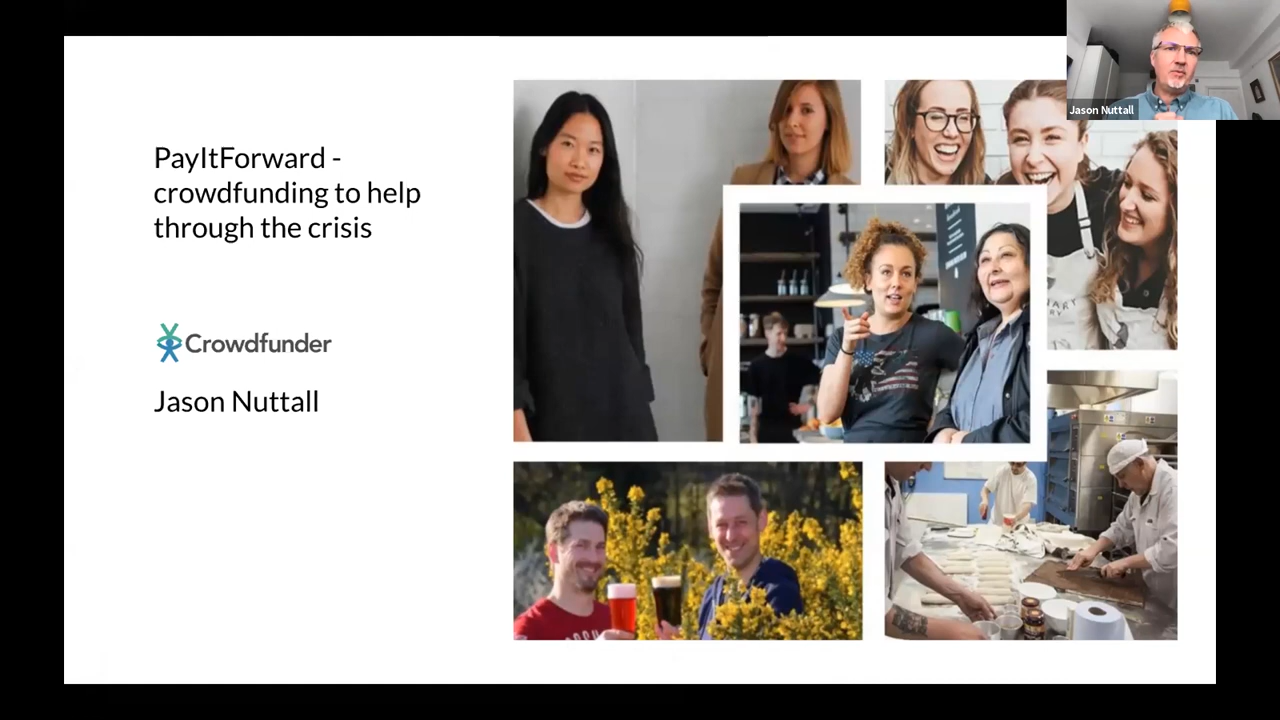 PayItForward -
crowdfunding to help
through the crisis
Crowdfunder
Jason Nuttall
Jason Nuttall